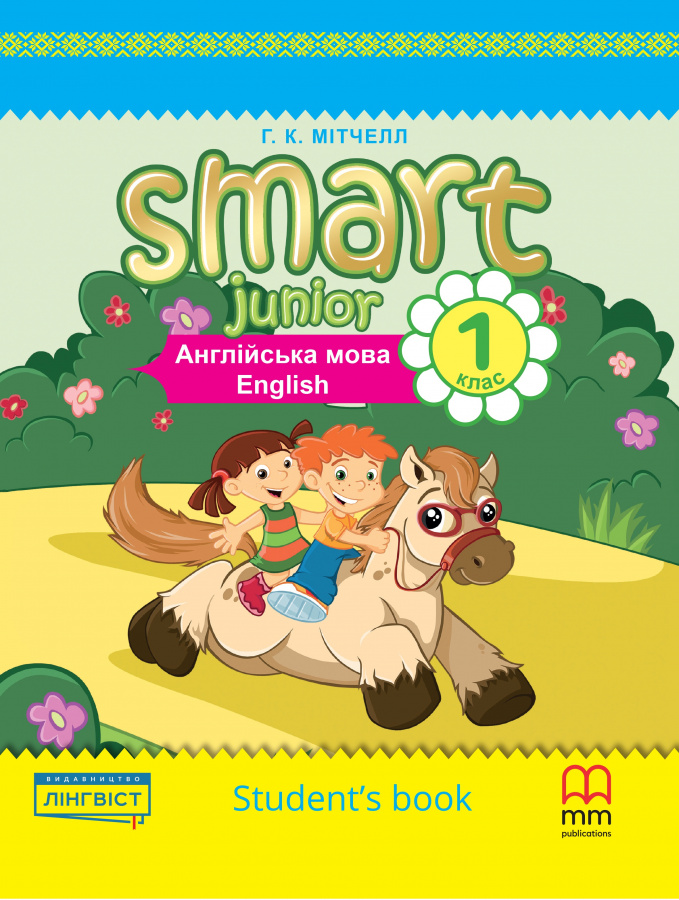 Г. К. МІТЧЕЛЛ
smart
junior
Англійська мова
English
1
клас
ВИДАВНИЦТВО
ЛІНГВІСТ
Student's book
mm
publications